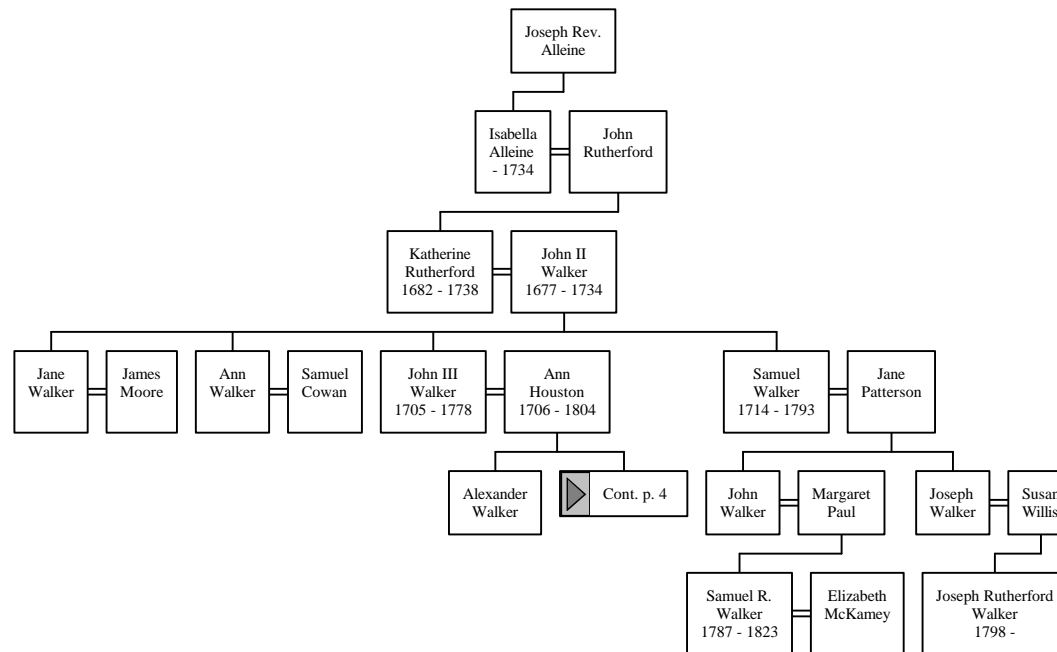 Joseph Rev.
Alleine
Isabella
Alleine
- 1734
John
Rutherford
Katherine
Rutherford
1682 - 1738
John II
Walker
1677 - 1734
Jane
Walker
James
Moore
Ann
Walker
Samuel
Cowan
John III
Walker
1705 - 1778
Ann
Houston
1706 - 1804
Samuel
Walker
1714 - 1793
Jane
Patterson
Alexander
Walker
Cont. p. 4
John
Walker
Margaret
Paul
Joseph
Walker
Susan
Willis
Samuel R.
Walker
1787 - 1823
Elizabeth
McKamey
Joseph Rutherford
Walker
1798 -